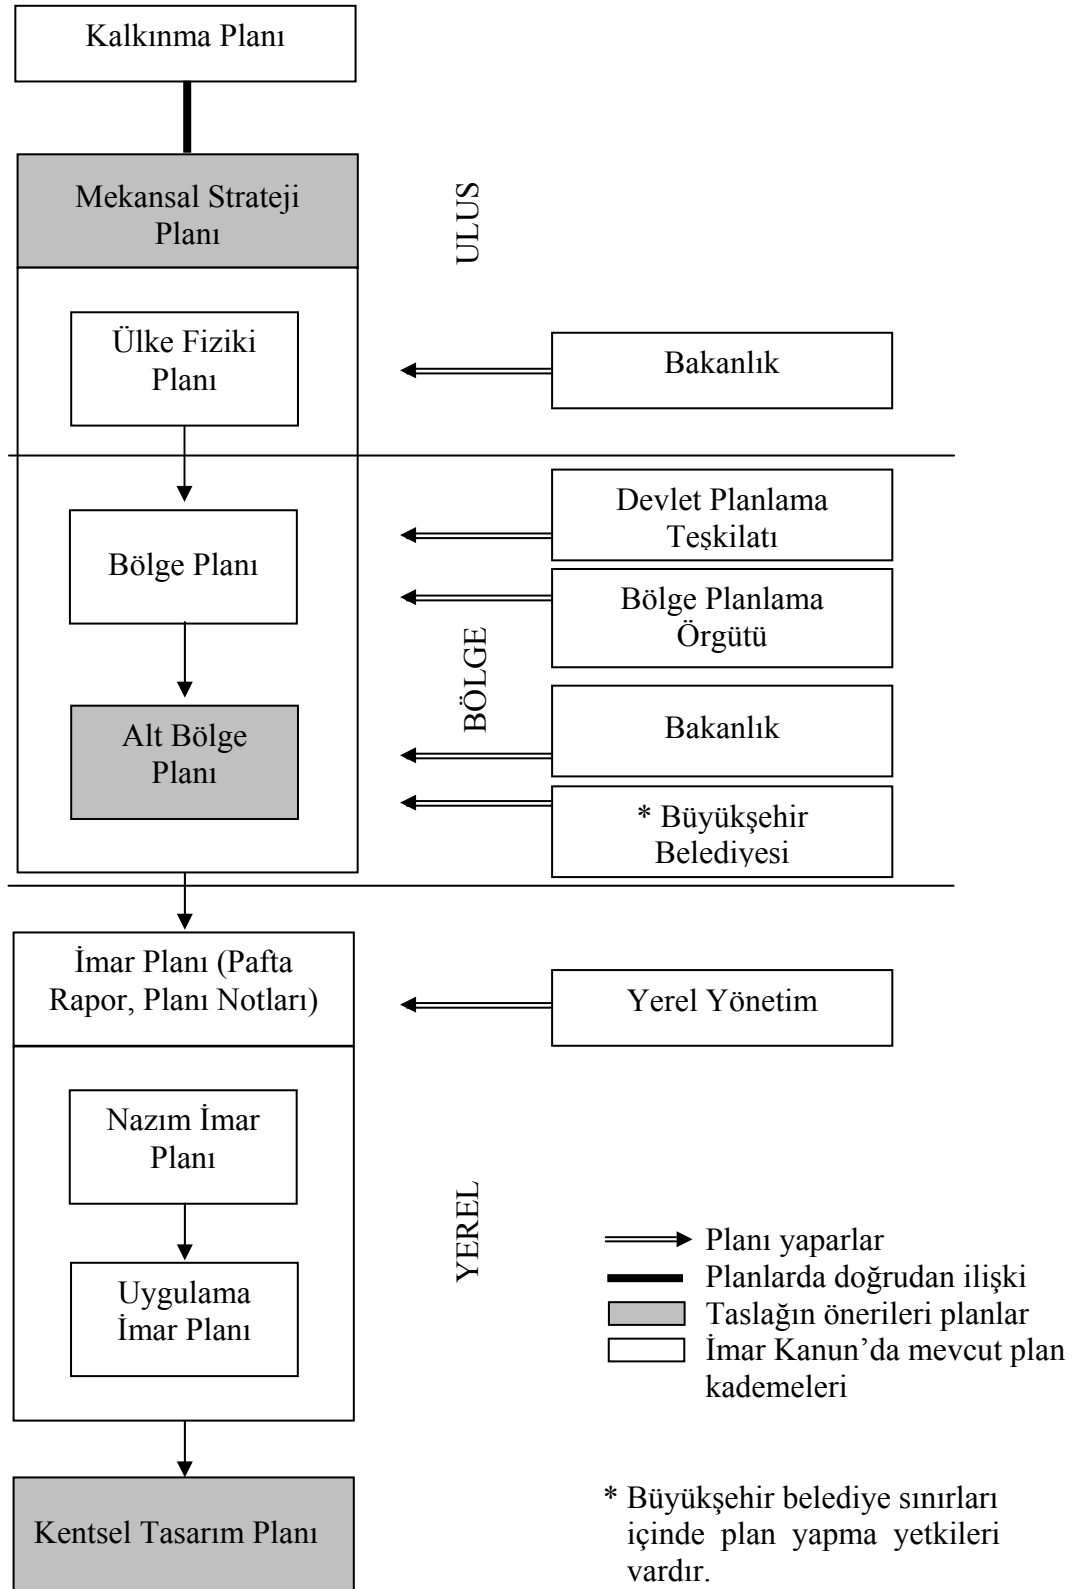 Kalkınma Planı
Mekansal Strateji
Planı
ULUS
Ülke Fiziki
Planı
Bakanlık
Devlet Planlama
Teşkilatı
Bölge Planı
Bölge Planlama
Örgütü
BÖLGE
Alt Bölge
Planı
Bakanlık
* Büyükşehir
Belediyesi
İmar Planı (Pafta
Rapor, Planı Notları)
Yerel Yönetim
Nazım İmar
Planı
YEREL
Uygulama
İmar Planı
Planı yaparlar
Planlarda doğrudan ilişki
Taslağın önerileri planlar
İmar Kanun’da mevcut plan
kademeleri
Kentsel Tasarım Planı
* Büyükşehir belediye sınırları
içinde plan yapma yetkileri
vardır.